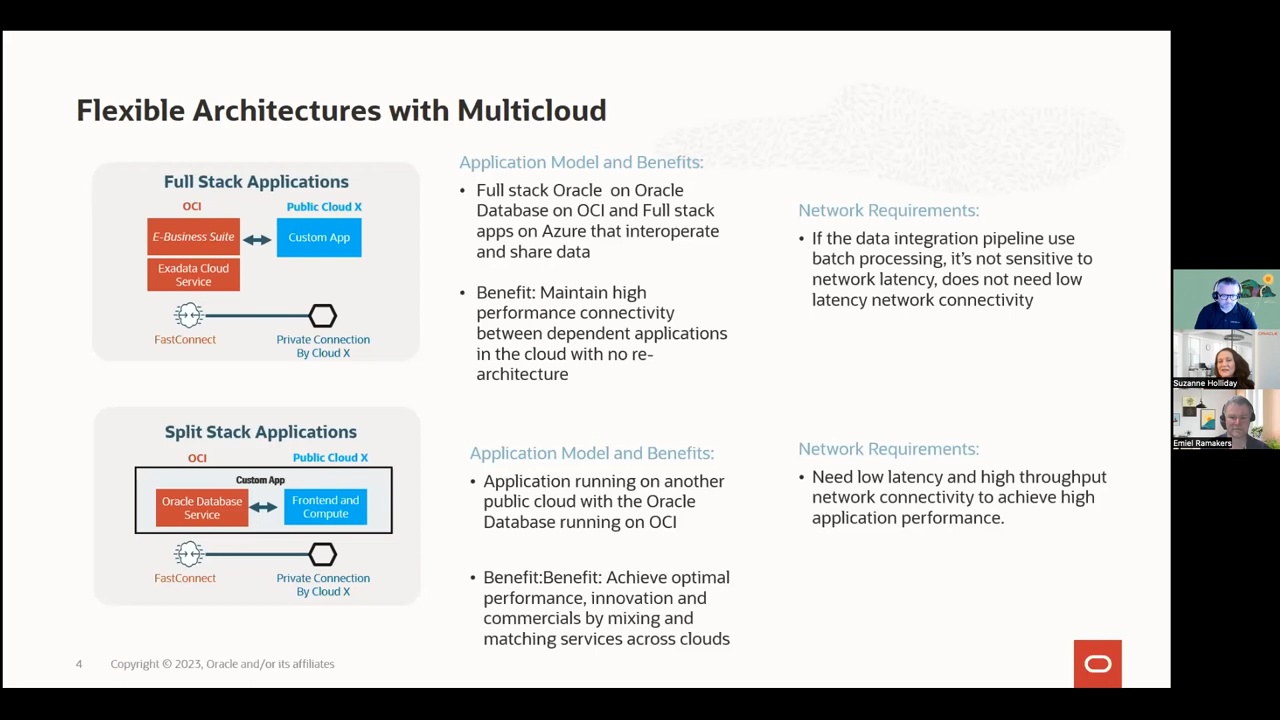 Flexible Architectures with Multicloud
Full Stack Applications
OCI
Public Cloud X
E-Business Suite
Custom App
Exadata Cloud
Service
FastConnect
Private Connection
By Cloud X
Application Model and Benefits:
• Full stack Oracle on Oracle
Database on OCI and Full stack
apps on Azure that interoperate
and share data
• Benefit: Maintain high
performance connectivity
between dependent applications
in the cloud with no re-
architecture
Network Requirements:
• If the data integration pipeline use
batch processing, it's not sensitive to
network latency, does not need low
latency network connectivity
Split Stack Applications
OCI
Public Cloud X
Custom App
Oracle Database
Service
Frontend and
Compute
FastConnect
Private Connection
By Cloud X
Application Model and Benefits:
• Application running on another
public cloud with the Oracle
Database running on OCI
• Benefit:Benefit: Achieve optimal
performance, innovation and
commercials by mixing and
matching services across clouds
Network Requirements:
• Need low latency and high throughput
network connectivity to achieve high
application performance.
4
Copyright © 2023, Oracle and/or its affiliates
ORACLE
Suzanne Holliday
Emiel Ramakers